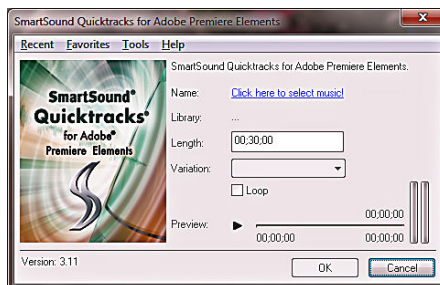 SmartSound Quicktracks for Adobe Premiere Elements
Recent Favorites Tools Help
SmartSound®
Quicktracks®
for Adobe®
Premiere Elements
SmartSound Quicktracks for Adobe Premiere Elements.
Name: Click here to select music!
Library: ...
Length: 00;30;00
Variation:
Loop
Preview:
00;00;00
00;00;00 00;00;00
Version: 3.11
OK Cancel